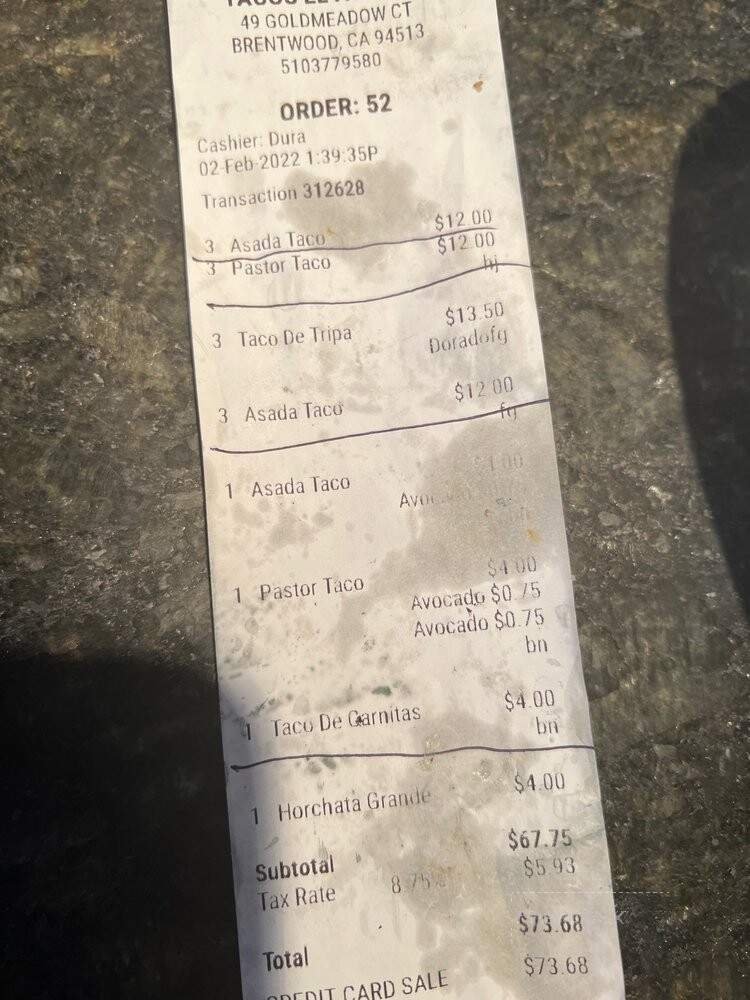 49 GOLDMEADOW CT
BRENTWOOD, CA 94513
5103779580
ORDER: 52
Cashier: Dura
02-Feb-2022 1:39:35P
Transaction 312628
3 Asada Taco $12.00
3 Pastor Taco $12.00
hj
3 Taco De Tripa $13.50
Doradofg
3 Asada Taco $12.00
fg
1 Asada Taco
1 Pastor Taco $4.00
Avocado $0.75
Avocado $0.75
bn
1 Taco De Carnitas $4.00
bn
1 Horchata Grande $4.00
Subtotal $67.75
Tax Rate 8.75% $5.93
Total $73.68
CREDIT CARD SALE $73.68